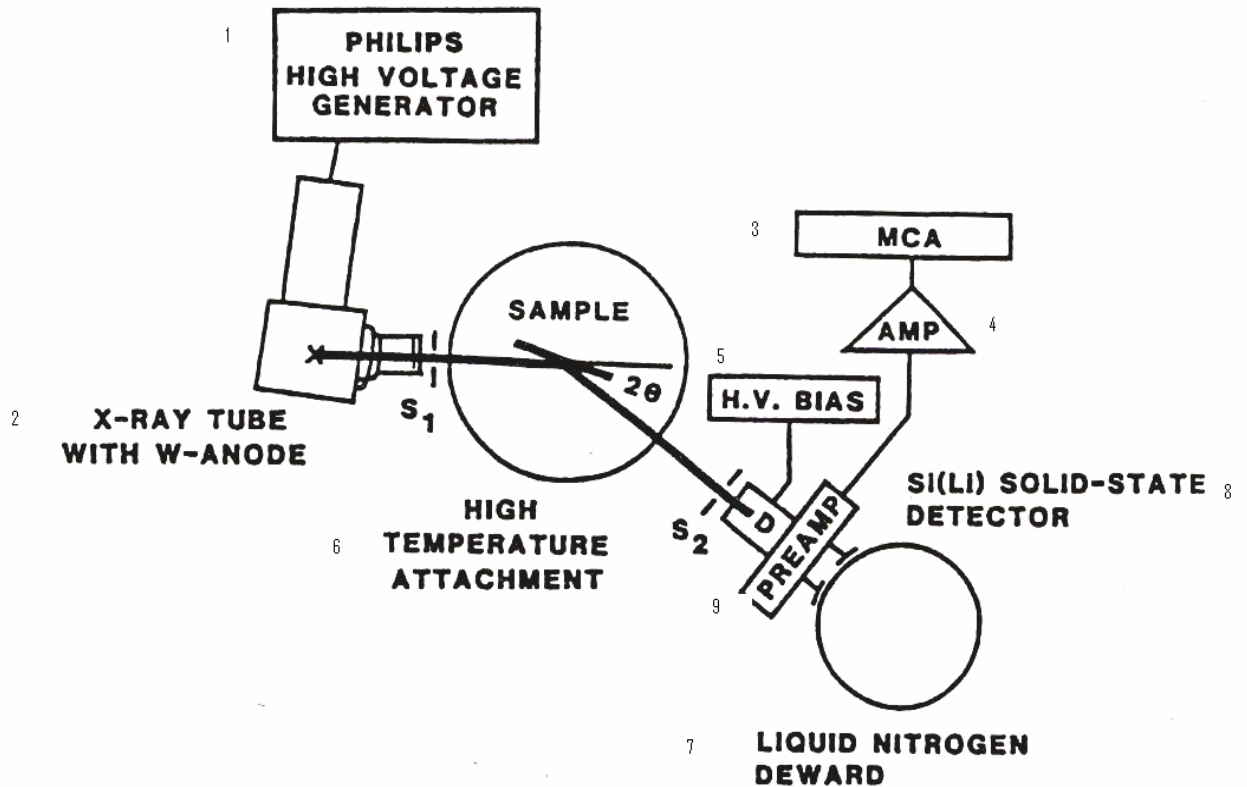 1
PHILIPS
HIGH VOLTAGE
GENERATOR
3
MCA
SAMPLE
4
AMP
5
2θ
H.V. BIAS
S1
2
X-RAY TUBE
WITH W-ANODE
SI(LI) SOLID-STATE
8
DETECTOR
D
S2
PREAMP
6
HIGH
TEMPERATURE
ATTACHMENT
9
7
LIQUID NITROGEN
DEWARD